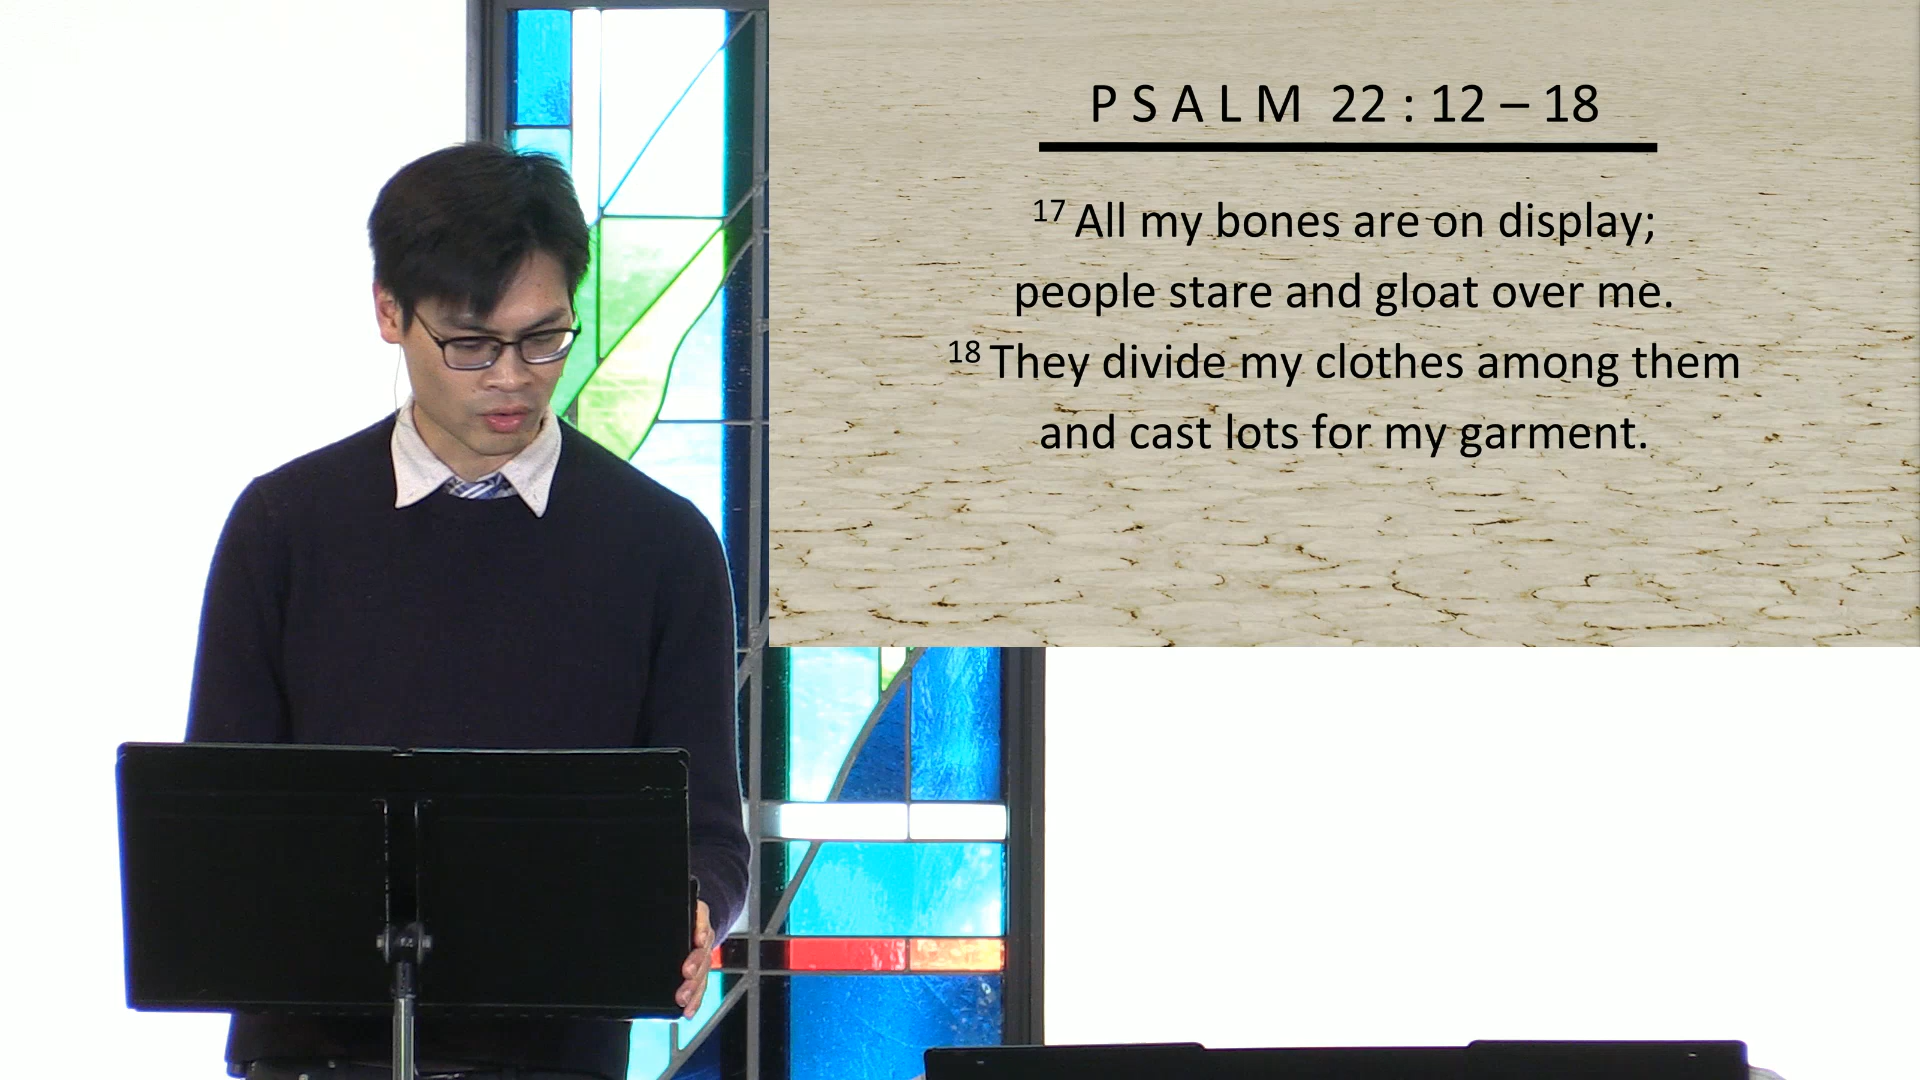 PSALM 22:12–18
17 All my bones are on display;
people stare and gloat over me.
18 They divide my clothes among them
and cast lots for my garment.